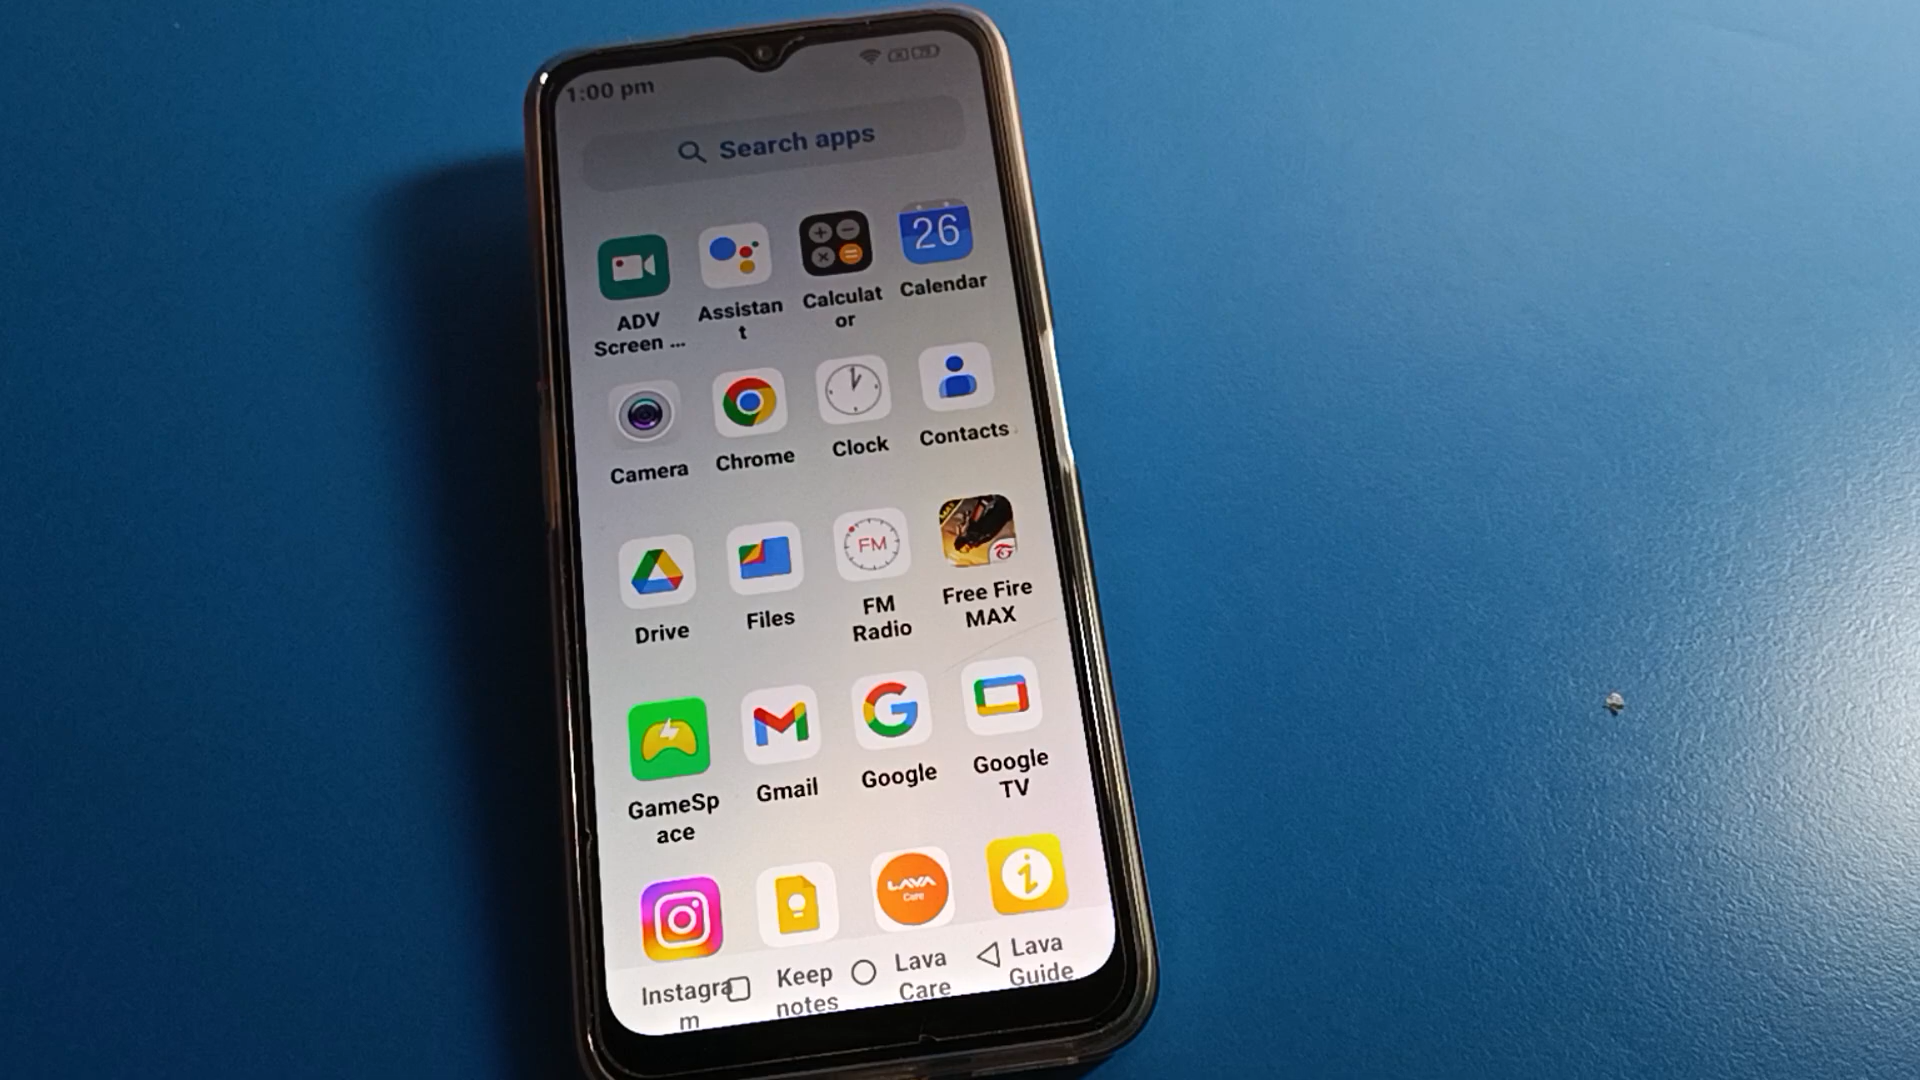 1:00 pm
Search apps
26
ADV
Screen ...
Assistan
t
Calculat
or
Calendar
Camera
Chrome
Clock
Contacts
FM
Drive
Files
FM
Radio
Free Fire
MAX
GameSp
ace
Gmail
Google
Google
TV
LAVA
Care
Instagra
m
Keep
notes
Lava
Care
Lava
Guide